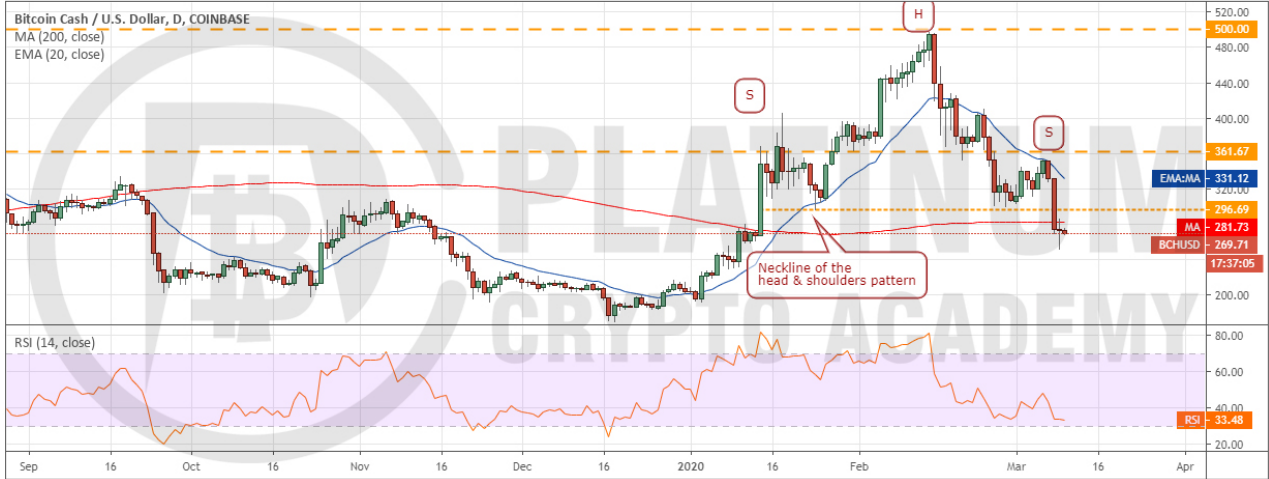 Bitcoin Cash / U.S. Dollar, D, COINBASE
MA (200, close)
EMA (20, close)
H
S
S
Neckline of the
head & shoulders pattern
PLATINUM
CRYPTO ACADEMY
520.00
500.00
480.00
440.00
400.00
361.67
EMA:MA 331.12
320.00
296.69
MA 281.73
BCHUSD 269.71
17:37:05
200.00
RSI (14, close)
80.00
60.00
40.00
RSI 33.48
20.00
Sep 16 Oct 16 Nov 16 Dec 16 2020 16 Feb 16 Mar 16 Apr